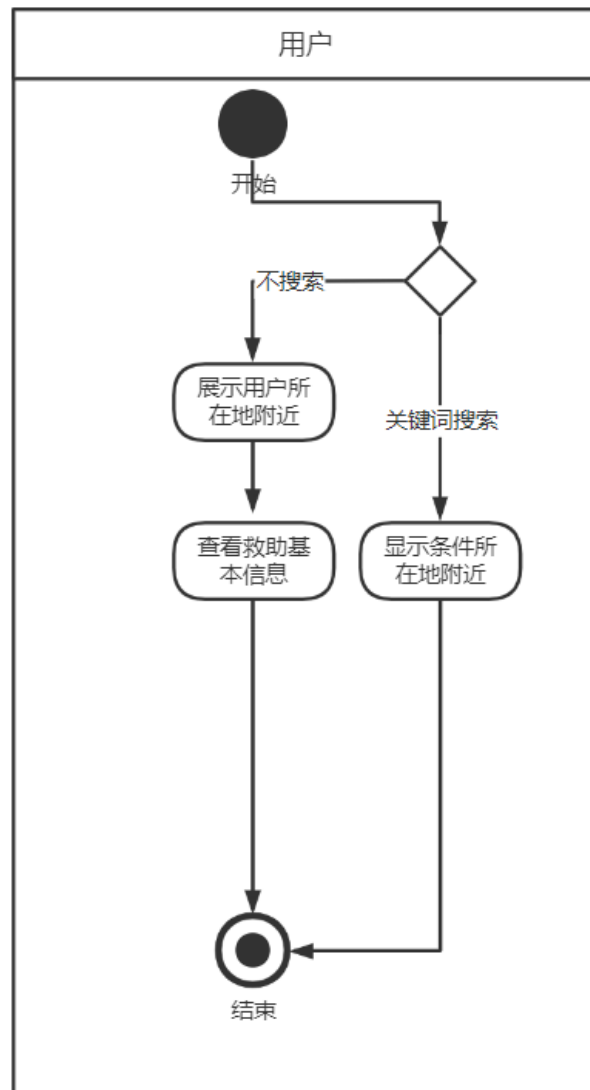 用户
开始
不搜索
展示用户所
在地附近
关键词搜索
查看救助基
本信息
显示条件所
在地附近
结束